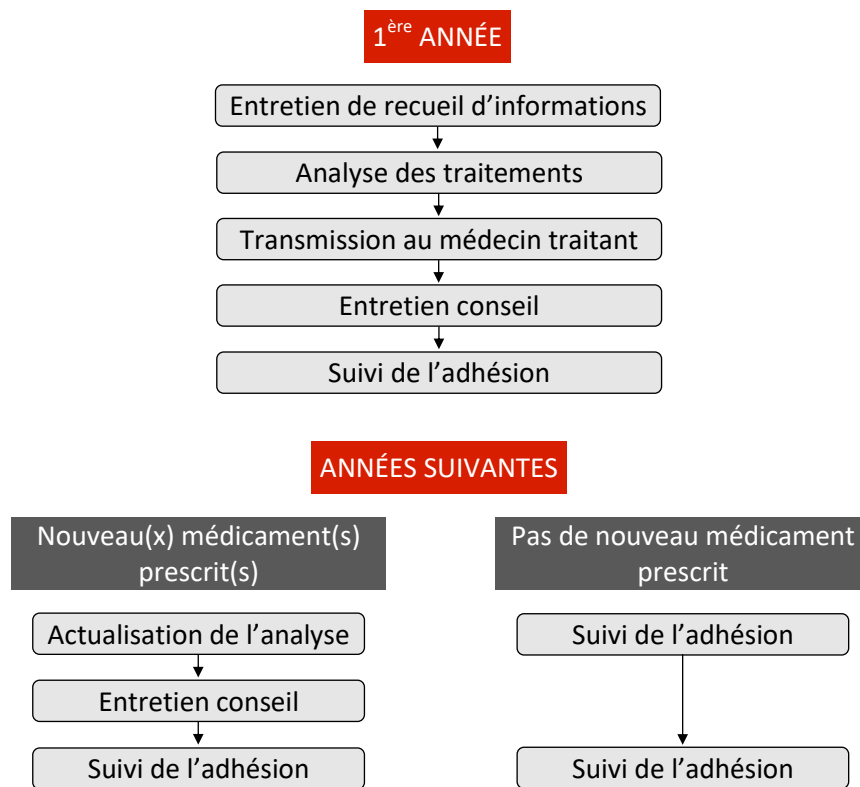 1ère ANNÉE
Entretien de recueil d’informations
Analyse des traitements
Transmission au médecin traitant
Entretien conseil
Suivi de l’adhésion
ANNÉES SUIVANTES
Nouveau(x) médicament(s)
prescrit(s)
Actualisation de l’analyse
Entretien conseil
Suivi de l’adhésion
Pas de nouveau médicament
prescrit
Suivi de l’adhésion
Suivi de l’adhésion